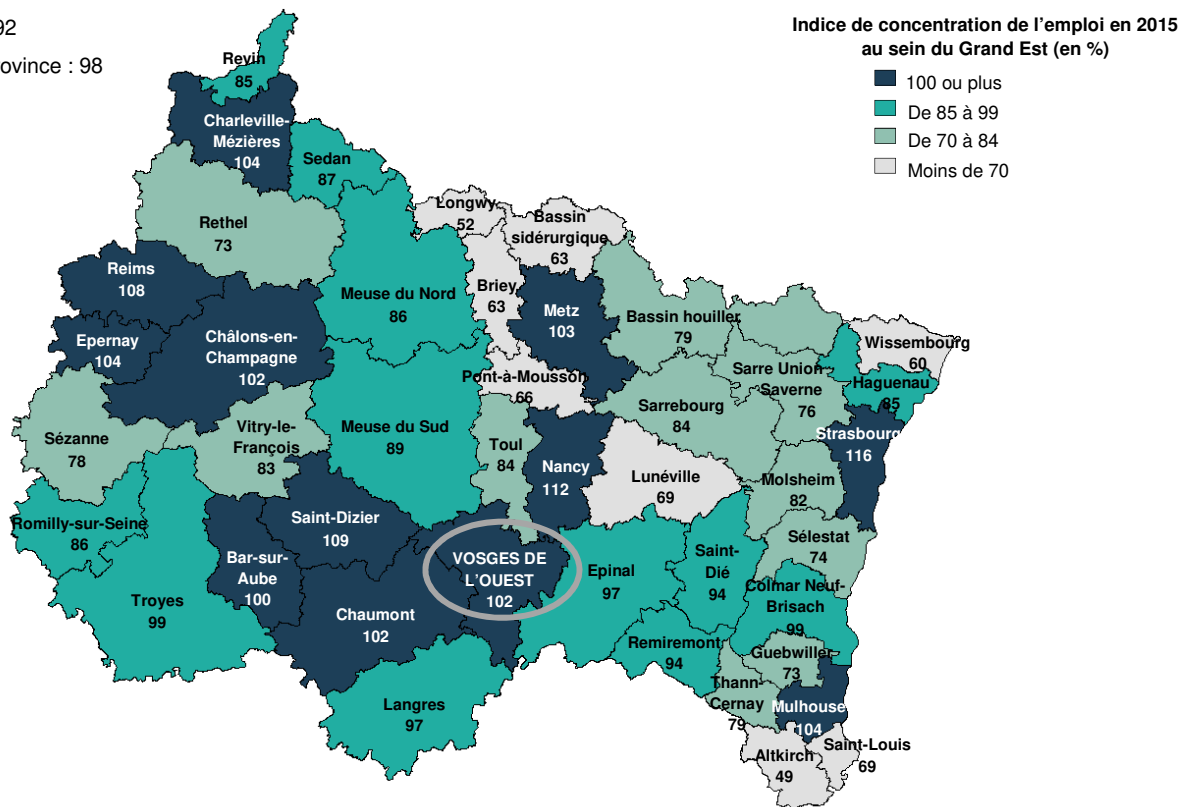 92
ovince : 98
Indice de concentration de l'emploi en 2015
au sein du Grand Est (en %)
100 ou plus
De 85 à 99
De 70 à 84
Moins de 70
Revin
85
Charleville-
Mézières
104
Sedan
87
Rethel
73
Longwy
52
Bassin
sidérurgique
63
Reims
108
Briey
63
Meuse du Nord
86
Metz
103
Bassin houiller
79
Epernay
104
Châlons-en-
Champagne
102
Wissembourg
60
Sarre Union
Saverne
76
Haguenau
85
Pont-à-Mousson
66
Sarrebourg
84
Sézanne
78
Vitry-le-
François
83
Meuse du Sud
89
Toul
84
Nancy
112
Strasbourg
116
Lunéville
69
Molsheim
82
Romilly-sur-Seine
86
Saint-Dizier
109
Sélestat
74
Bar-sur-
Aube
100
VOSGES DE
L'OUEST
102
Epinal
97
Saint-
Dié
94
Colmar Neuf-
Brisach
99
Troyes
99
Chaumont
102
Remiremont
94
Guebwiller
73
Thann-
Cernay
79
Langres
97
Mulhouse
104
Altkirch
49
Saint-Louis
69